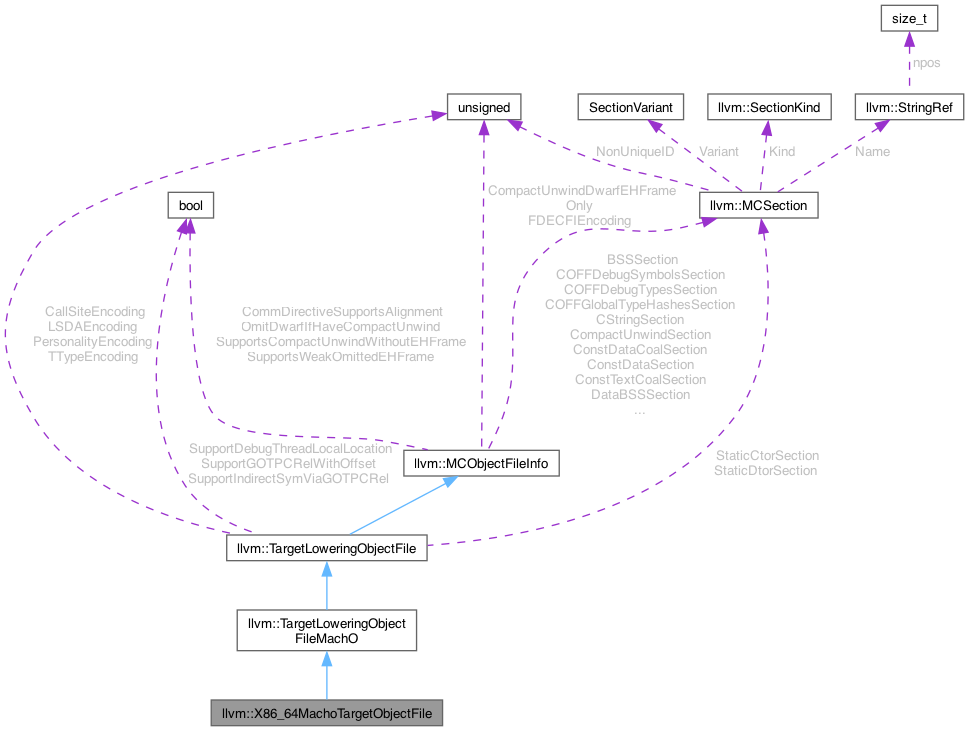 size_t
npos
unsigned
SectionVariant
llvm::SectionKind
llvm::StringRef
NonUniqueID
Variant
Kind
Name
bool
CompactUnwindDwarfEHFrame
Only
FDECFIEncoding
llvm::MCSection
CallSiteEncoding
LSDAEncoding
PersonalityEncoding
TTypeEncoding
CommDirectiveSupportsAlignment
OmitDwarfIfHaveCompactUnwind
SupportsCompactUnwindWithoutEHFrame
SupportsWeakOmittedEHFrame
BSSSection
COFFDebugSymbolsSection
COFFDebugTypesSection
COFFGlobalTypeHashesSection
CStringSection
CompactUnwindSection
ConstDataCoalSection
ConstDataSection
ConstTextCoalSection
DataBSSSection
...
SupportDebugThreadLocalLocation
SupportGOTPCRelWithOffset
SupportIndirectSymViaGOTPCRel
llvm::MCObjectFileInfo
StaticCtorSection
StaticDtorSection
llvm::TargetLoweringObjectFile
llvm::TargetLoweringObject
FileMachO
llvm::X86_64MachoTargetObjectFile